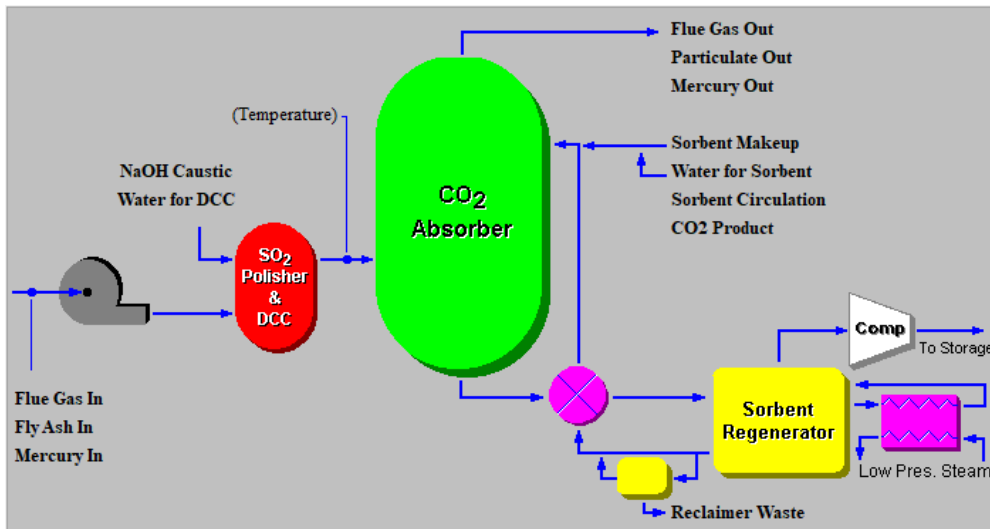 Flue Gas Out
Particulate Out
Mercury Out
(Temperature)
Sorbent Makeup
Water for Sorbent
Sorbent Circulation
CO2 Product
NaOH Caustic
Water for DCC
CO2
Absorber
SO2
Polisher
&
DCC
Comp
To Storage
Flue Gas In
Fly Ash In
Mercury In
Sorbent
Regenerator
Low Pres. Steam
Reclaimer Waste